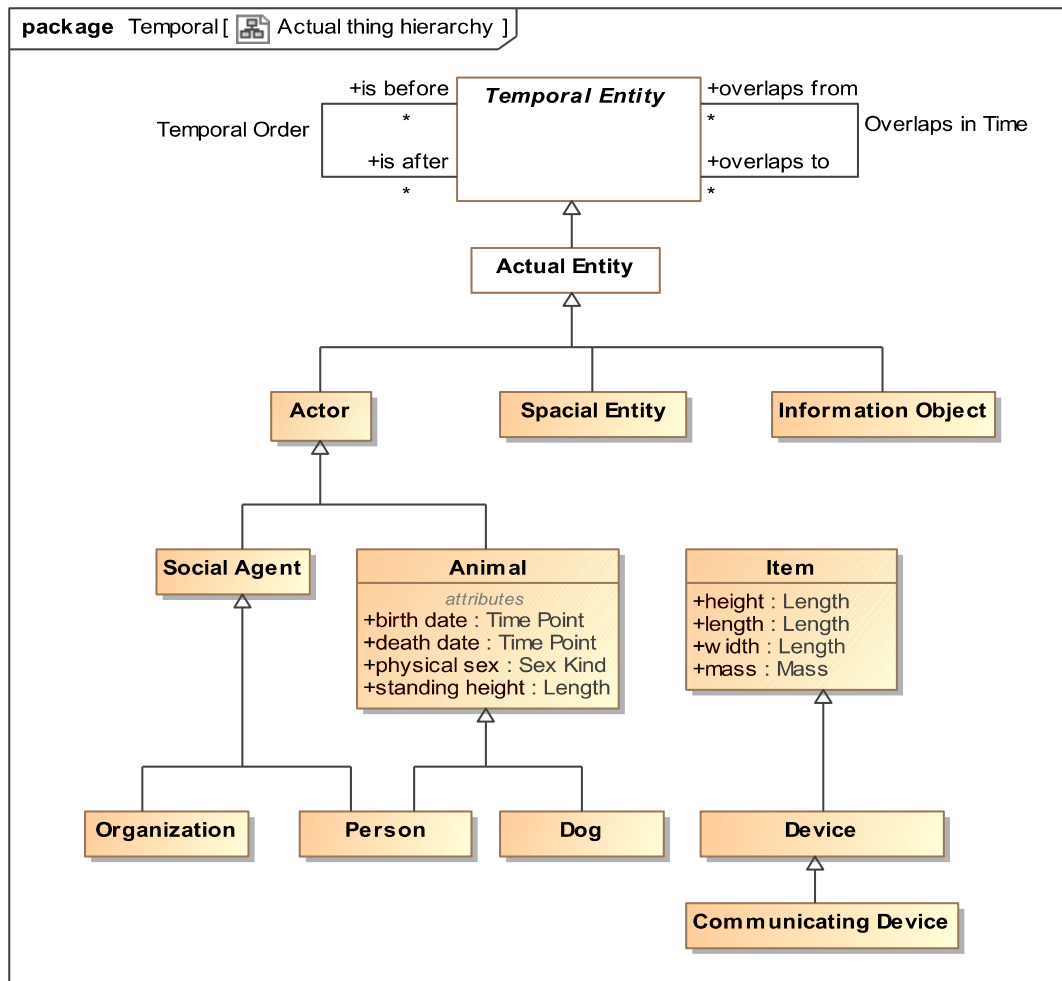 package Temporal [ Actual thing hierarchy ]
+is before
*
Temporal Order
+is after
*
Temporal Entity
+overlaps from
*
Overlaps in Time
+overlaps to
*
Actual Entity
Actor
Spacial Entity
Information Object
Social Agent
Animal
attributes
+birth date : Time Point
+death date : Time Point
+physical sex : Sex Kind
+standing height : Length
Item
+height : Length
+length : Length
+width : Length
+mass : Mass
Organization
Person
Dog
Device
Communicating Device